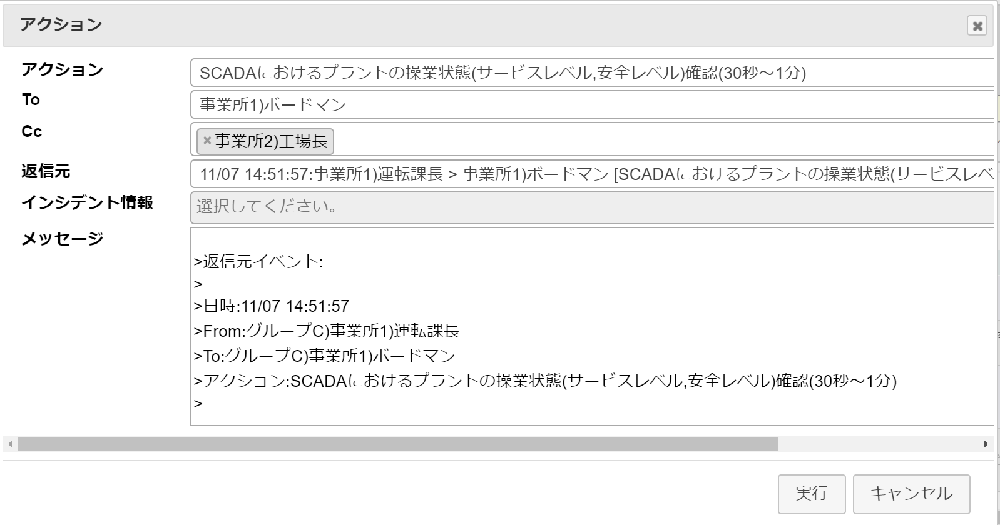 アクション
アクション
SCADAにおけるプラントの操業状態(サービスレベル,安全レベル)確認(30秒～1分)
To
事業所1)ボードマン
Cc
×事業所2)工場長
返信元
11/07 14:51:57:事業所1)運転課長 > 事業所1)ボードマン [SCADAにおけるプラントの操業状態(サービスレベ
インシデント情報
選択してください。
メッセージ
>返信元イベント:
>
>日時:11/07 14:51:57
>From:グループC)事業所1)運転課長
>To:グループC)事業所1)ボードマン
>アクション:SCADAにおけるプラントの操業状態(サービスレベル,安全レベル)確認(30秒～1分)
>
実行
キャンセル